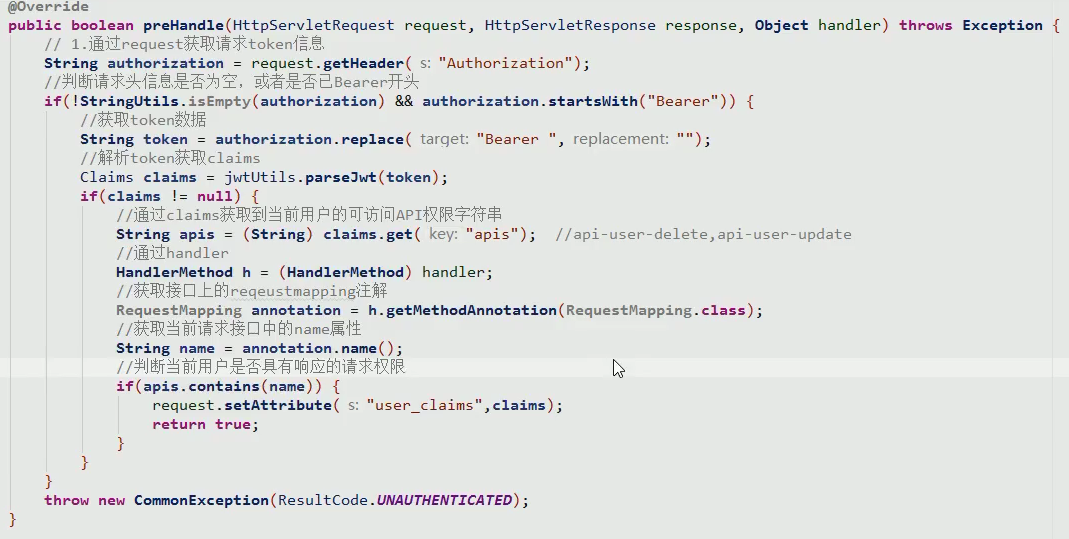 @Override
public boolean preHandle(HttpServletRequest request, HttpServletResponse response, Object handler) throws Exception {
// 1.通过request获取请求token信息
String authorization = request.getHeader( s: "Authorization");
//判断请求头信息是否为空，或者是否已Bearer开头
if(!StringUtils.isEmpty(authorization) && authorization.startsWith("Bearer")) {
//获取token数据
String token = authorization.replace( target: "Bearer ", replacement: "");
//解析token获取claims
Claims claims = jwtUtils.parseJwt(token);
if(claims != null) {
//通过claims获取到当前用户的可访问API权限字符串
String apis = (String) claims.get( key: "apis");  //api-user-delete,api-user-update
//通过handler
HandlerMethod h = (HandlerMethod) handler;
//获取接口上的reqeustmapping注解
RequestMapping annotation = h.getMethodAnnotation(RequestMapping.class);
//获取当前请求接口中的name属性
String name = annotation.name();
//判断当前用户是否具有响应的请求权限
if(apis.contains(name)) {
request.setAttribute( s: "user_claims",claims);
return true;
}
}
}
throw new CommonException(ResultCode.UNAUTHENTICATED);
}